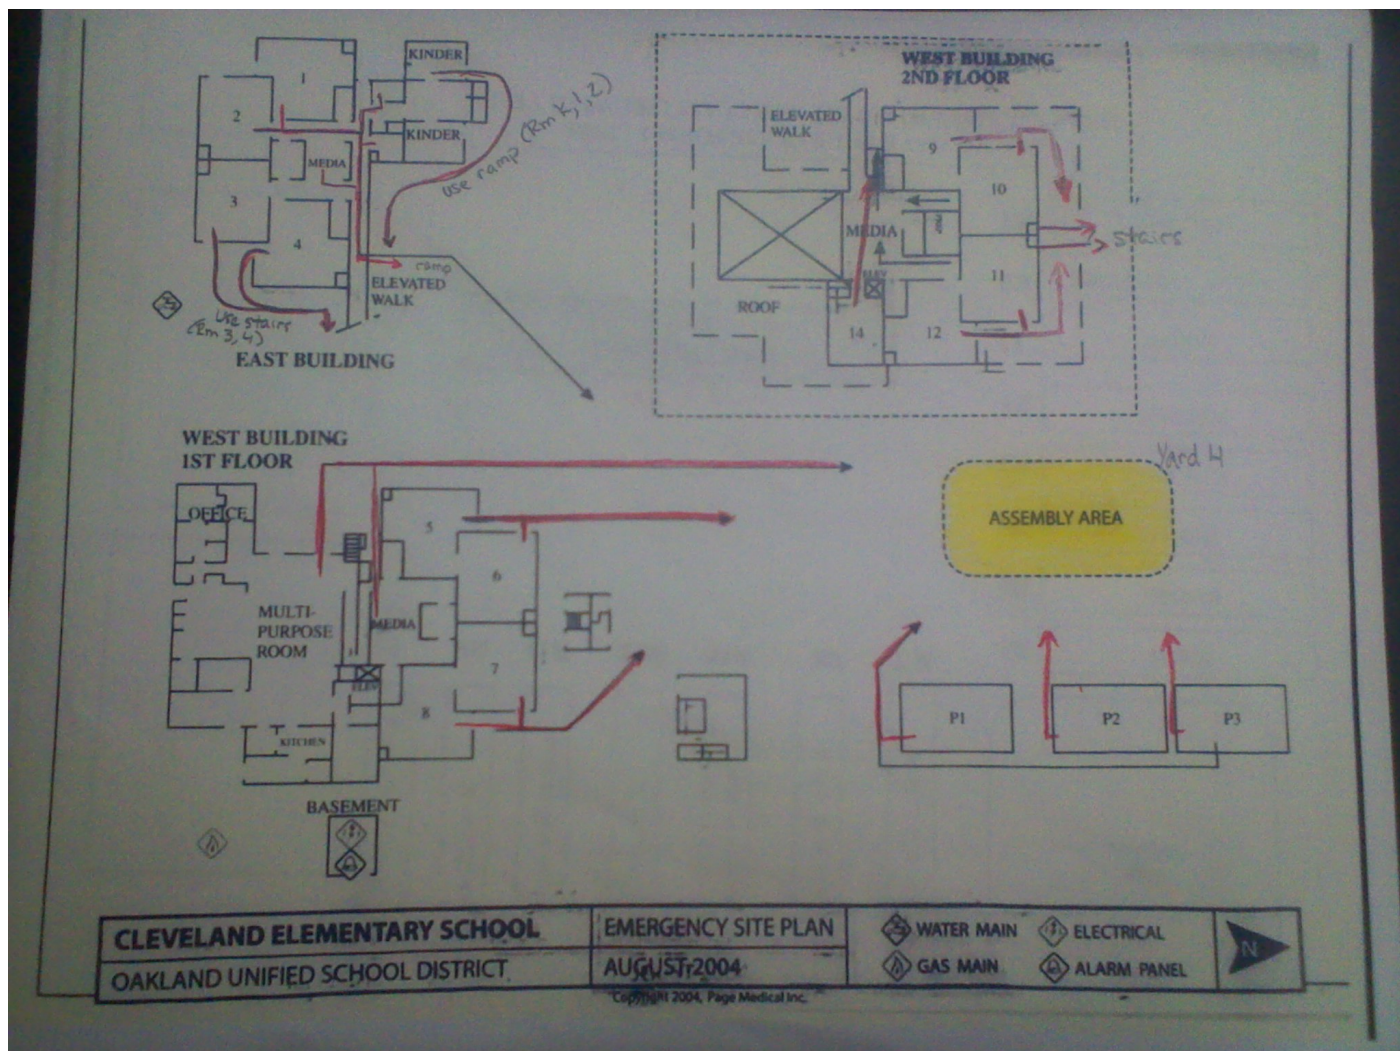 KINDER
1
2
KINDER
MEDIA
3
4
use ramp (Rm K, 1, 2)
ramp
ELEVATED
WALK
use stairs
(Rm 3, 4)
EAST BUILDING
WEST BUILDING
2ND FLOOR
ELEVATED
WALK
9
10
MEDIA
stairs
11
ROOF
14
12
WEST BUILDING
1ST FLOOR
OFFICE
5
6
MULTI-
PURPOSE
ROOM
MEDIA
7
ELEV
8
KITCHEN
BASEMENT
Yard 4
ASSEMBLY AREA
P1
P2
P3
CLEVELAND ELEMENTARY SCHOOL
OAKLAND UNIFIED SCHOOL DISTRICT
EMERGENCY SITE PLAN
AUGUST 2004
WATER MAIN
ELECTRICAL
GAS MAIN
ALARM PANEL
N
Copyright 2004, Page Medical Inc.